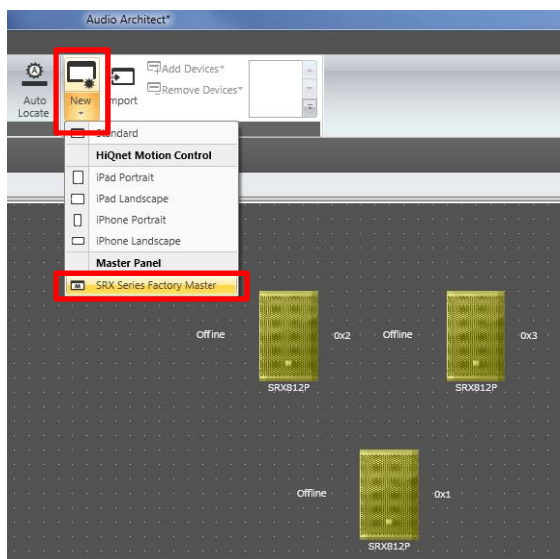 Audio Architect*
Auto Locate
New
Import
Add Devices
Remove Devices
Standard
HiQnet Motion Control
iPad Portrait
iPad Landscape
iPhone Portrait
iPhone Landscape
Master Panel
SRX Series Factory Master
Offline 0x2 Offline 0x3
SRX812P SRX812P
Offline 0x1
SRX812P